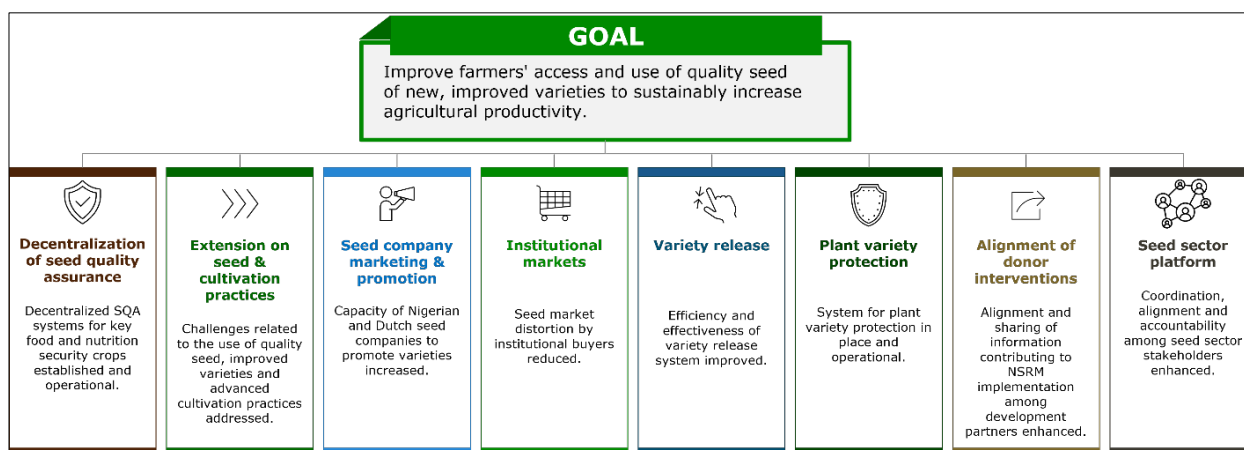 GOAL
Improve farmers' access and use of quality seed
of new, improved varieties to sustainably increase
agricultural productivity.
Decentralization
of seed quality
assurance
Decentralized SQA
systems for key
food and nutrition
security crops
established and
operational.
Extension on
seed &
cultivation
practices
Challenges related
to the use of quality
seed, improved
varieties and
advanced
cultivation practices
addressed.
Seed company
marketing &
promotion
Capacity of Nigerian
and Dutch seed
companies to
promote varieties
increased.
Institutional
markets
Seed market
distortion by
institutional buyers
reduced.
Variety release
Efficiency and
effectiveness of
variety release
system improved.
Plant variety
protection
System for plant
variety protection in
place and
operational.
Alignment of
donor
interventions
Alignment and
sharing of
information
contributing to
NSRM
implementation
among
development
partners enhanced.
Seed sector
platform
Coordination,
alignment and
accountability
among seed sector
stakeholders
enhanced.